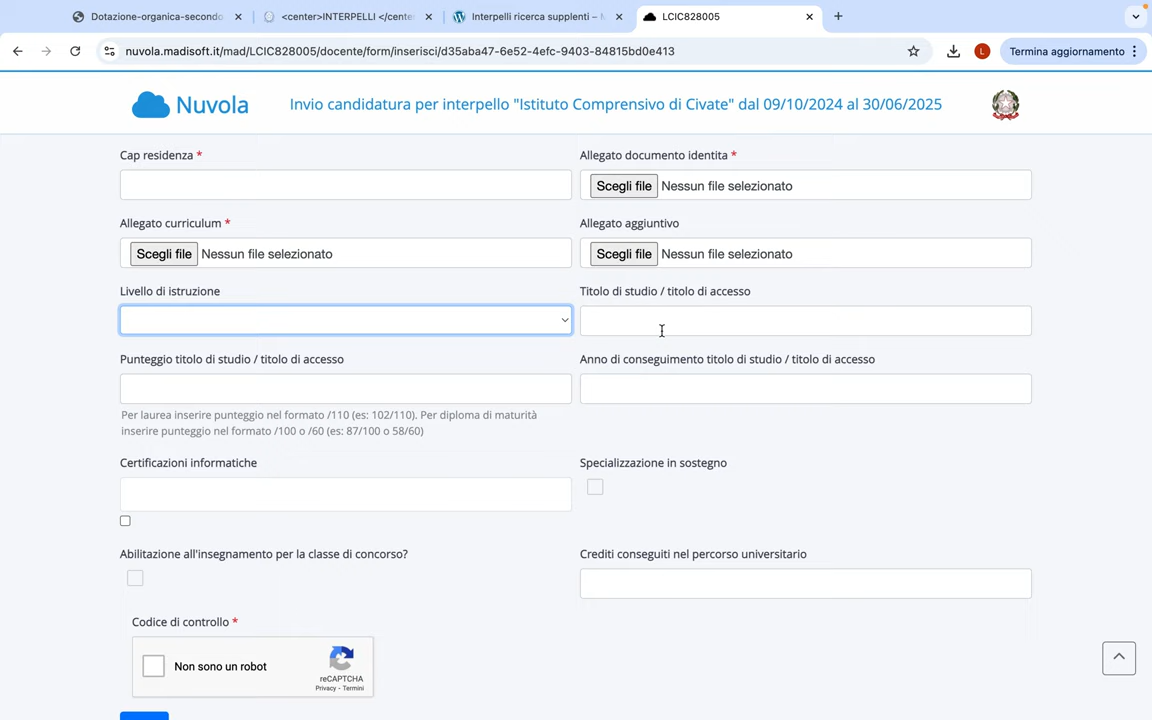 Dotazione-organica-secondo
<center>INTERPELLI </cente
Interpelli ricerca supplenti –
LCIC828005
nuvola.madisoft.it/mad/LCIC828005/docente/form/inserisci/d35aba47-6e52-4efc-9403-84815bd0e413
L
Termina aggiornamento
Nuvola
Invio candidatura per interpello "Istituto Comprensivo di Civate" dal 09/10/2024 al 30/06/2025
Cap residenza *
Allegato documento identita *
Scegli file Nessun file selezionato
Allegato curriculum *
Allegato aggiuntivo
Scegli file Nessun file selezionato
Scegli file Nessun file selezionato
Livello di istruzione
Titolo di studio / titolo di accesso
Punteggio titolo di studio / titolo di accesso
Anno di conseguimento titolo di studio / titolo di accesso
Per laurea inserire punteggio nel formato /110 (es: 102/110). Per diploma di maturità
inserire punteggio nel formato /100 o /60 (es: 87/100 o 58/60)
Certificazioni informatiche
Specializzazione in sostegno
Abilitazione all'insegnamento per la classe di concorso?
Crediti conseguiti nel percorso universitario
Codice di controllo *
Non sono un robot
reCAPTCHA
Privacy - Termini